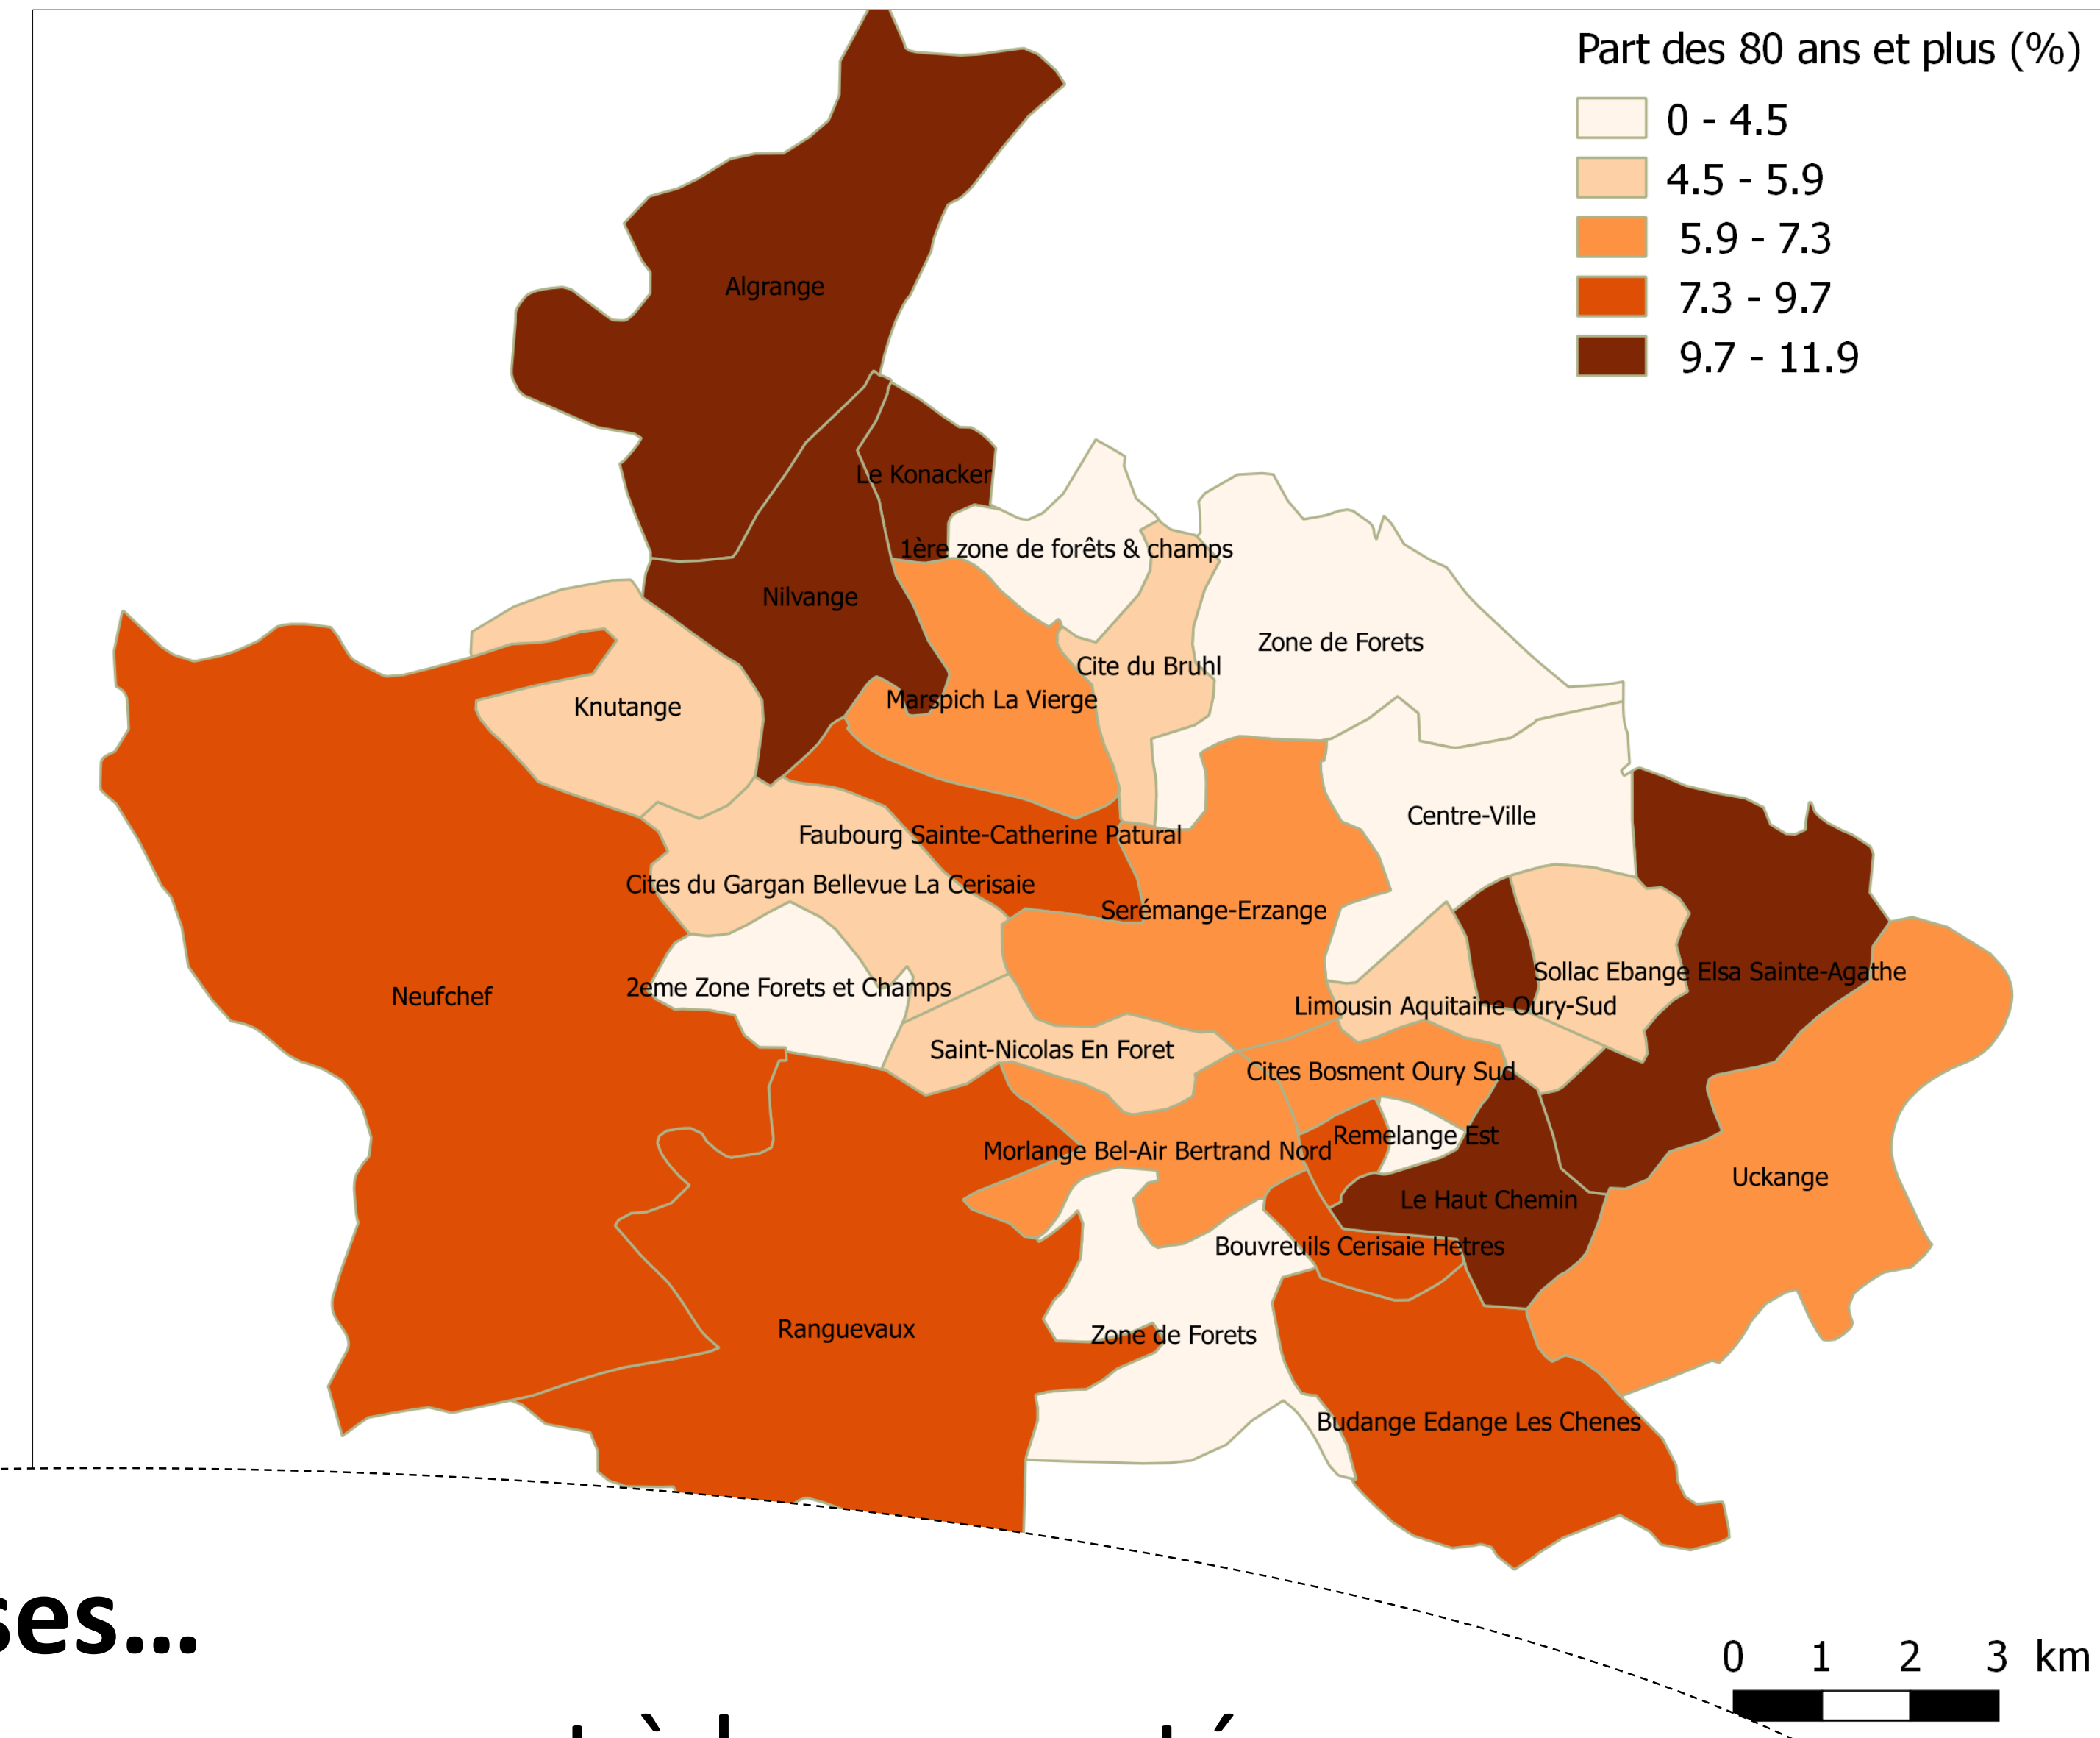 Part des 80 ans et plus (%)
0 - 4.5
4.5 - 5.9
5.9 - 7.3
7.3 - 9.7
9.7 - 11.9
Algrange
Le Konacker
1ère zone de forêts & champs
Nilvange
Zone de Forets
Cite du Bruhl
Marspich La Vierge
Knutange
Centre-Ville
Faubourg Sainte-Catherine Patural
Cites du Gargan Bellevue La Cerisaie
Serémange-Erzange
Sollac Ebange Elsa Sainte-Agathe
2eme Zone Forets et Champs
Neufchef
Limousin Aquitaine Oury-Sud
Saint-Nicolas En Foret
Cites Bosment Oury Sud
Remelange Est
Morlange Bel-Air Bertrand Nord
Uckange
Le Haut Chemin
Bouvreuils Cerisaie Hetres
Ranguevaux
Zone de Forets
Budange Edange Les Chenes
ses...
0 1 2 3 km